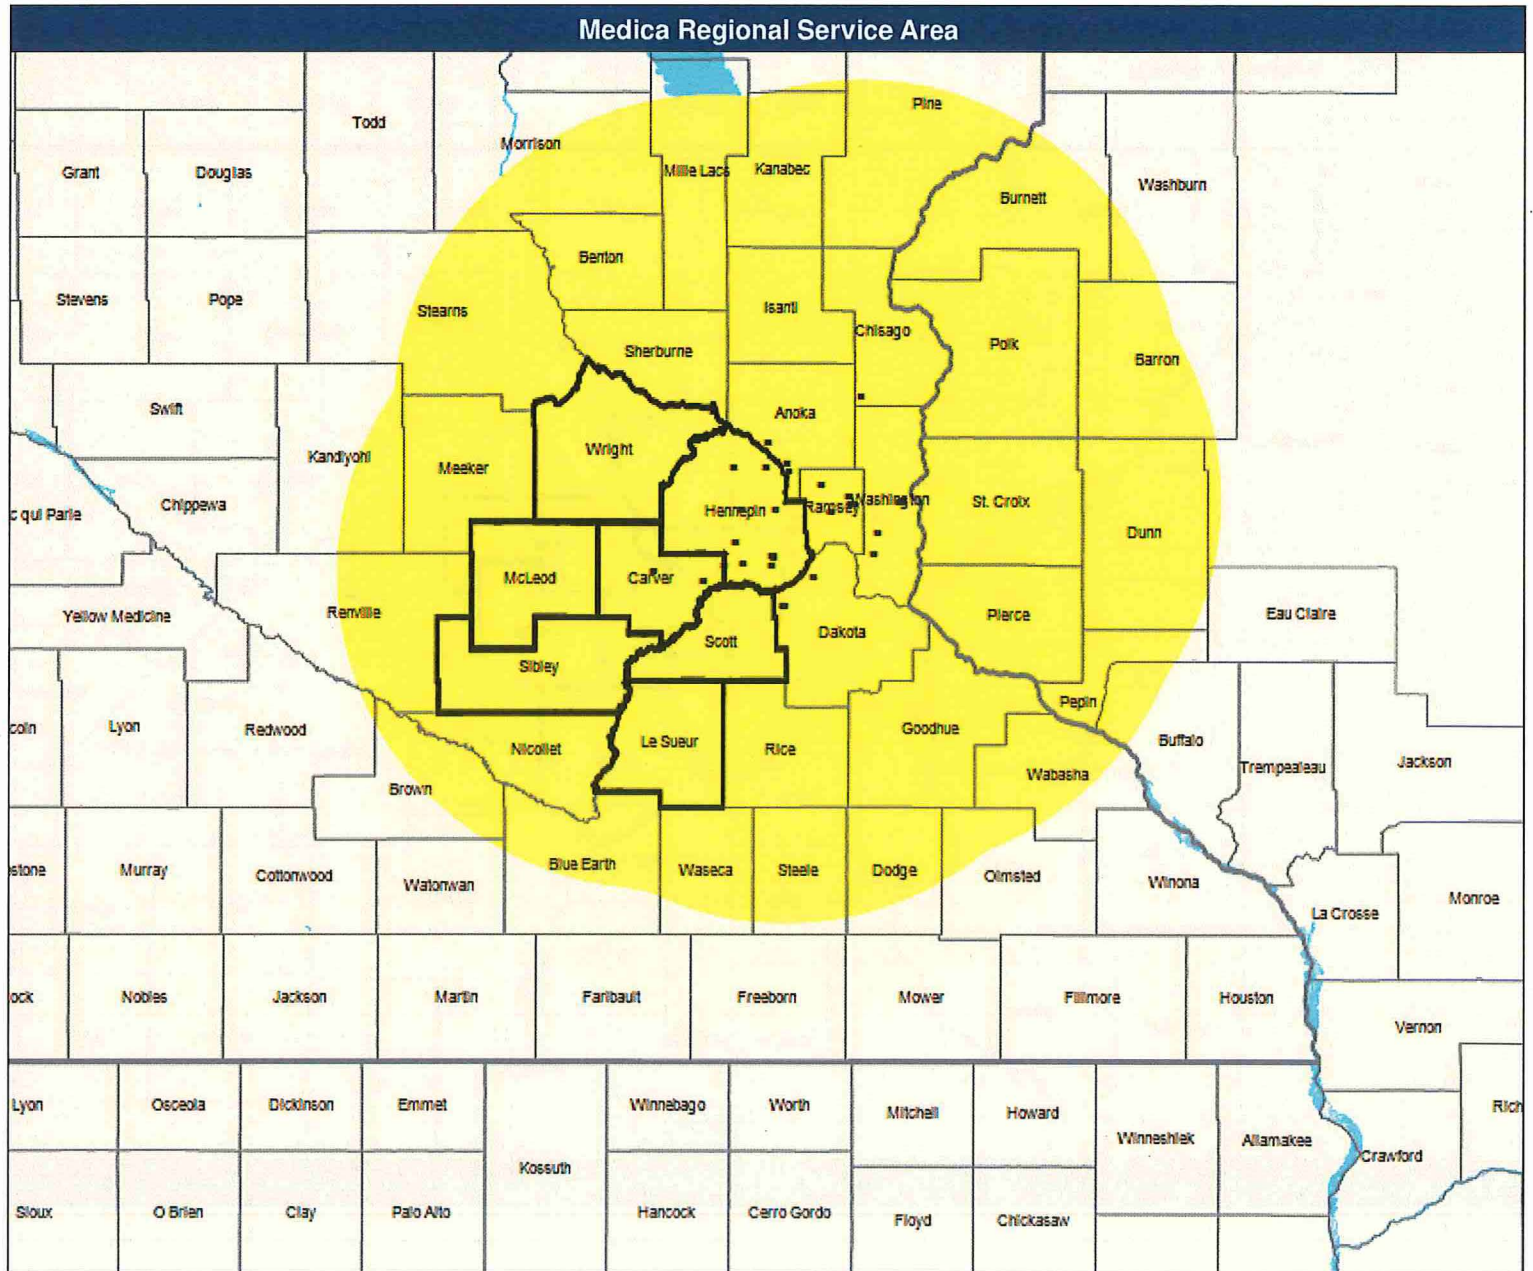 Medica Regional Service Area
Pine
Todd
Morrison
Grant
Douglas
Mille Lacs
Kanabec
Washburn
Burnett
Benton
Stevens
Pope
Stearns
Isanti
Chisago
Polk
Sherburne
Barron
Swift
Anoka
Wright
Kandiyohi
Meeker
Chippewa
St. Croix
Washington
Ramsey
Hennepin
c qui Parle
Dunn
McLeod
Carver
Renville
Yellow Medicine
Pierce
Eau Claire
Dakota
Scott
Sibley
Pepin
coln
Lyon
Redwood
Goodhue
Le Sueur
Nicollet
Rice
Buffalo
Jackson
Trempealeau
Wabasha
Brown
Blue Earth
stone
Murray
Cottonwood
Watonwan
Waseca
Steele
Dodge
Olmsted
Winona
Monroe
La Crosse
ock
Nobles
Jackson
Martin
Faribault
Freeborn
Mower
Fillmore
Houston
Vernon
Lyon
Osceola
Dickinson
Emmet
Winnebago
Worth
Mitchell
Howard
Rich
Winneshiek
Allamakee
Crawford
Kossuth
Sioux
O Brien
Clay
Palo Alto
Hancock
Cerro Gordo
Floyd
Chickasaw